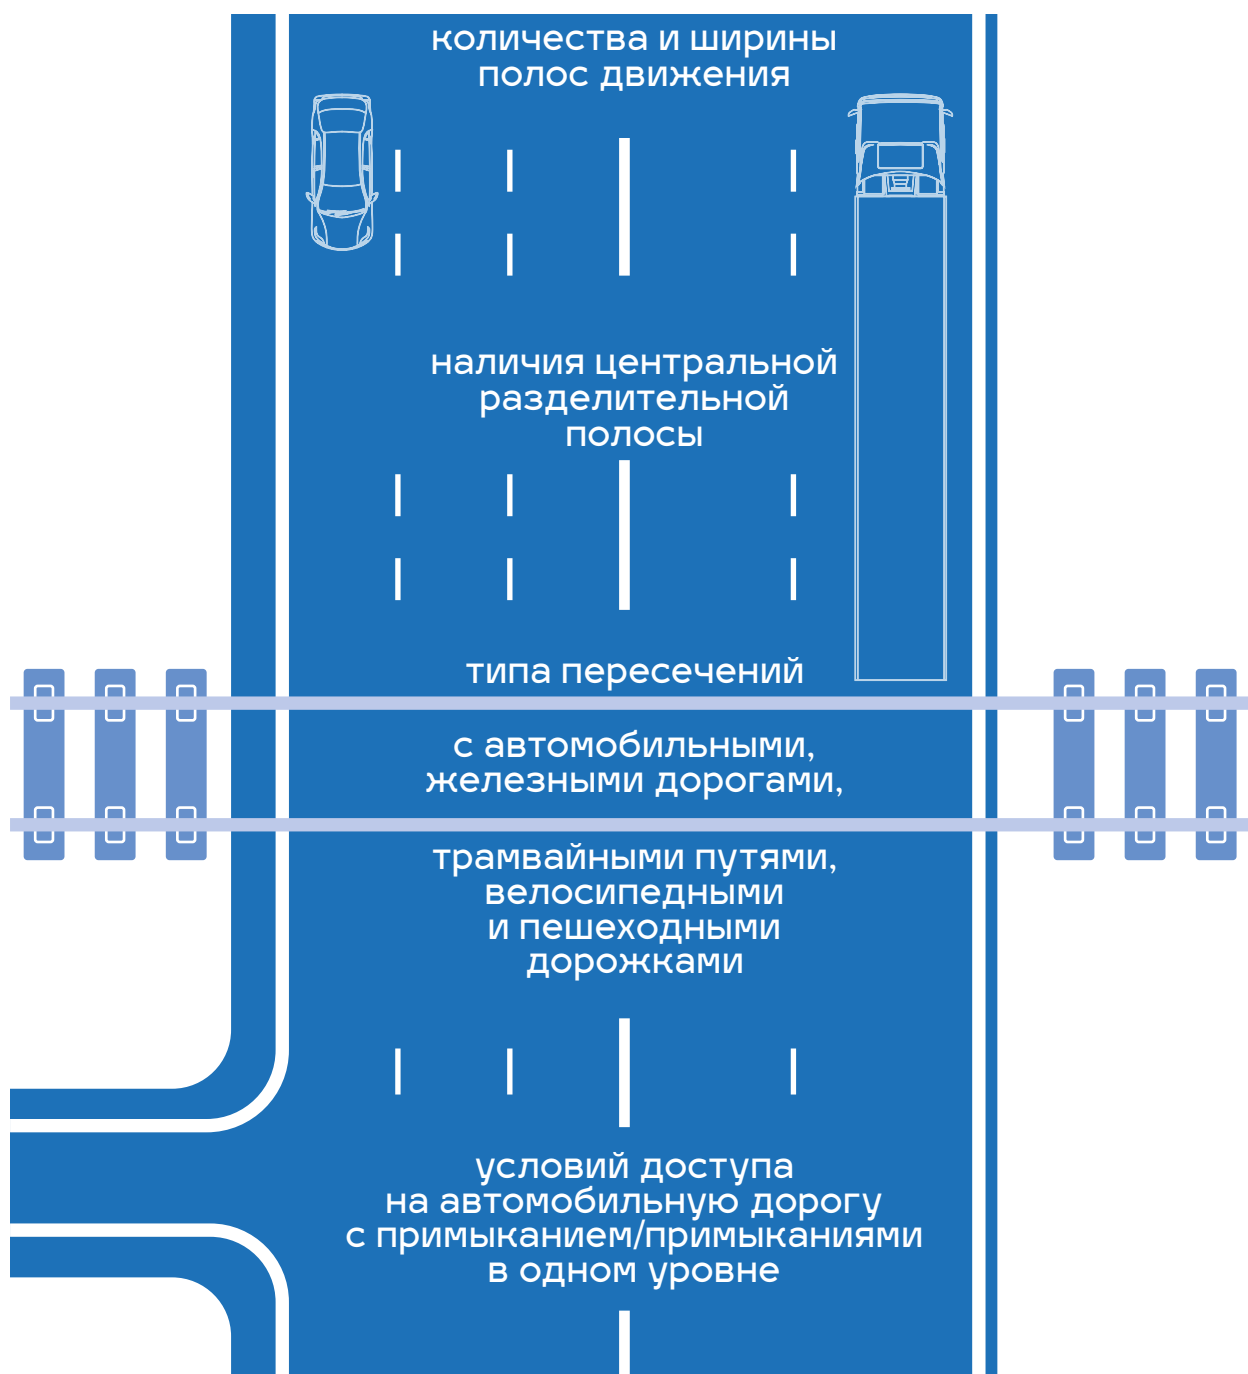 количества и ширины
полос движения
наличия центральной
разделительной
полосы
типа пересечений
с автомобильными,
железными дорогами,
трамвайными путями,
велосипедными
и пешеходными
дорожками
условий доступа
на автомобильную дорогу
с примыканием/примыканиями
в одном уровне